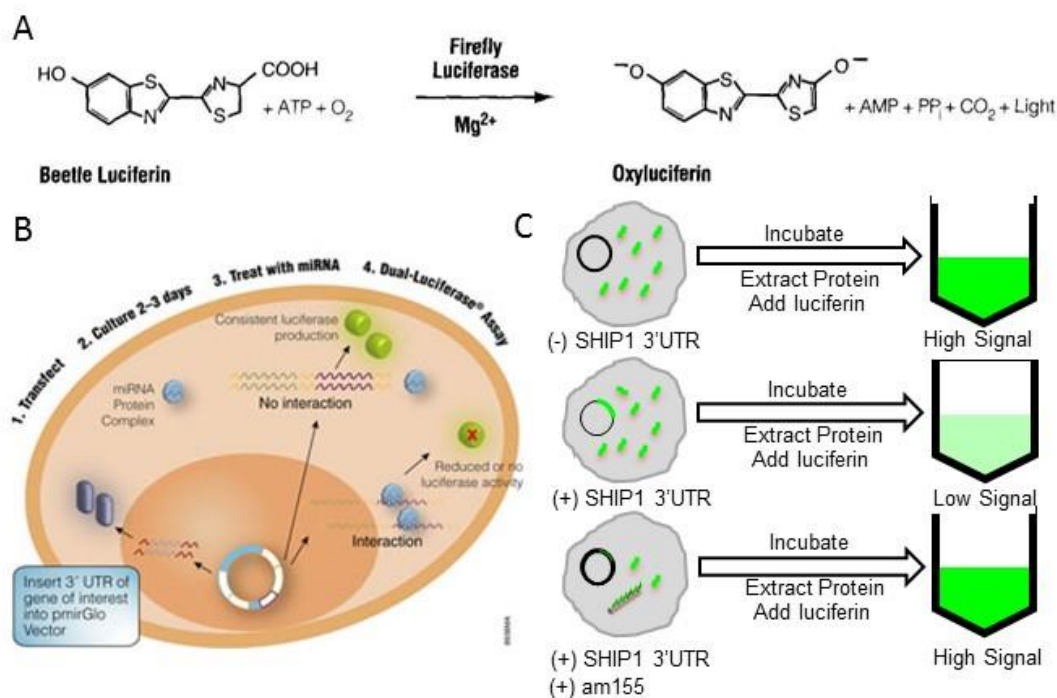 A
HO
S
N
N
S
COOH
+ ATP + O₂
Firefly
Luciferase
Mg²⁺
⁻O
S
N
N
S
O⁻
+ AMP + PPᵢ + CO₂ + Light
Beetle Luciferin
Oxyluciferin
B
1. Transfect
2. Culture 2–3 days
3. Treat with miRNA
4. Dual-Luciferase® Assay
Consistent luciferase
production
miRNA
Protein
Complex
No interaction
X
Reduced or no
luciferase activity
Interaction
Insert 3´ UTR of
gene of interest
into pmirGlo
Vector
C
Incubate
Extract Protein
Add luciferin
(-) SHIP1 3'UTR
High Signal
Incubate
Extract Protein
Add luciferin
(+) SHIP1 3'UTR
Low Signal
Incubate
Extract Protein
Add luciferin
(+) SHIP1 3'UTR
(+) am155
High Signal